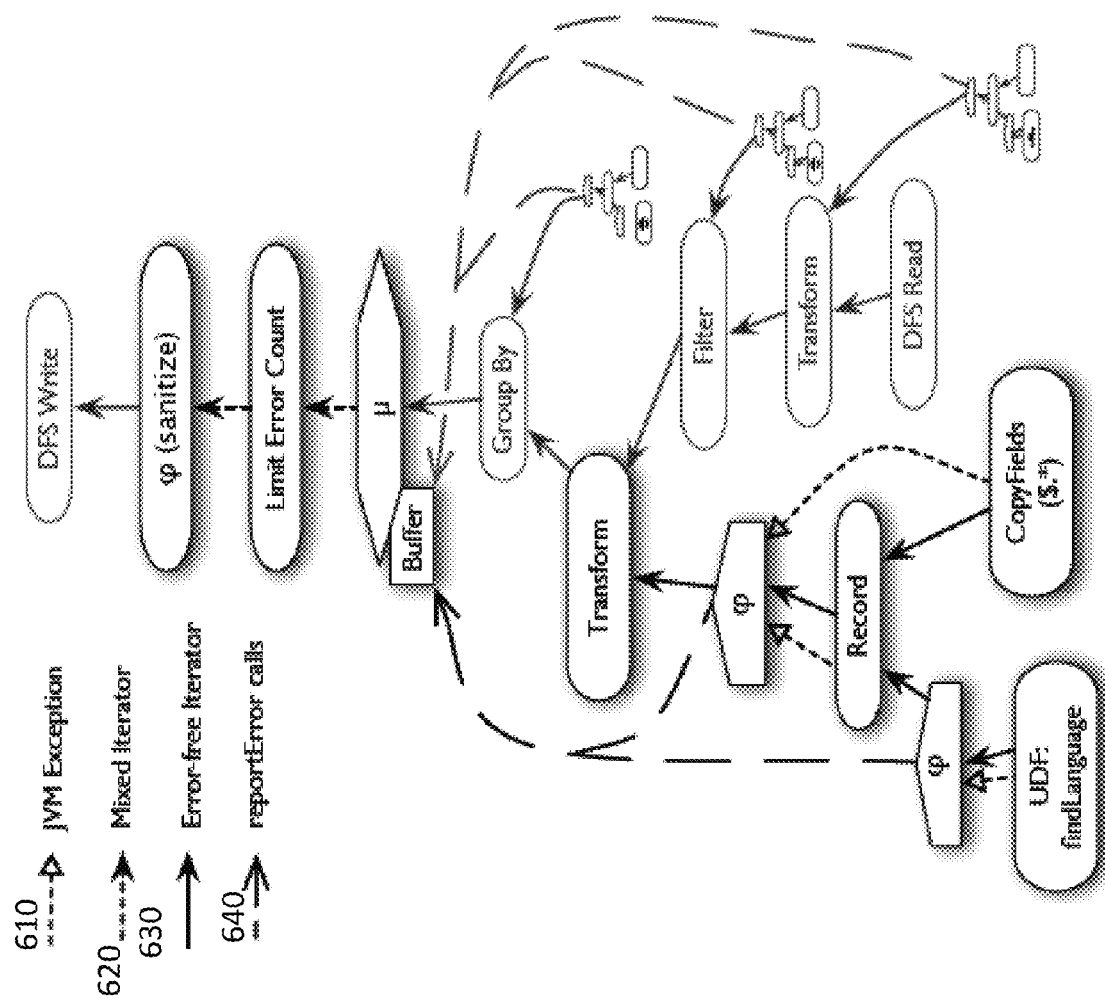 610
JVM Exception
620
Mixed Iterator
630
Error-free Iterator
640
reportError calls
DFS Write
φ (sanitize)
Limit Error Count
μ
Buffer
Group By
Transform
Filter
Transform
DFS Read
φ
Record
CopyFields
($.*)
φ
UDF:
findLanguage